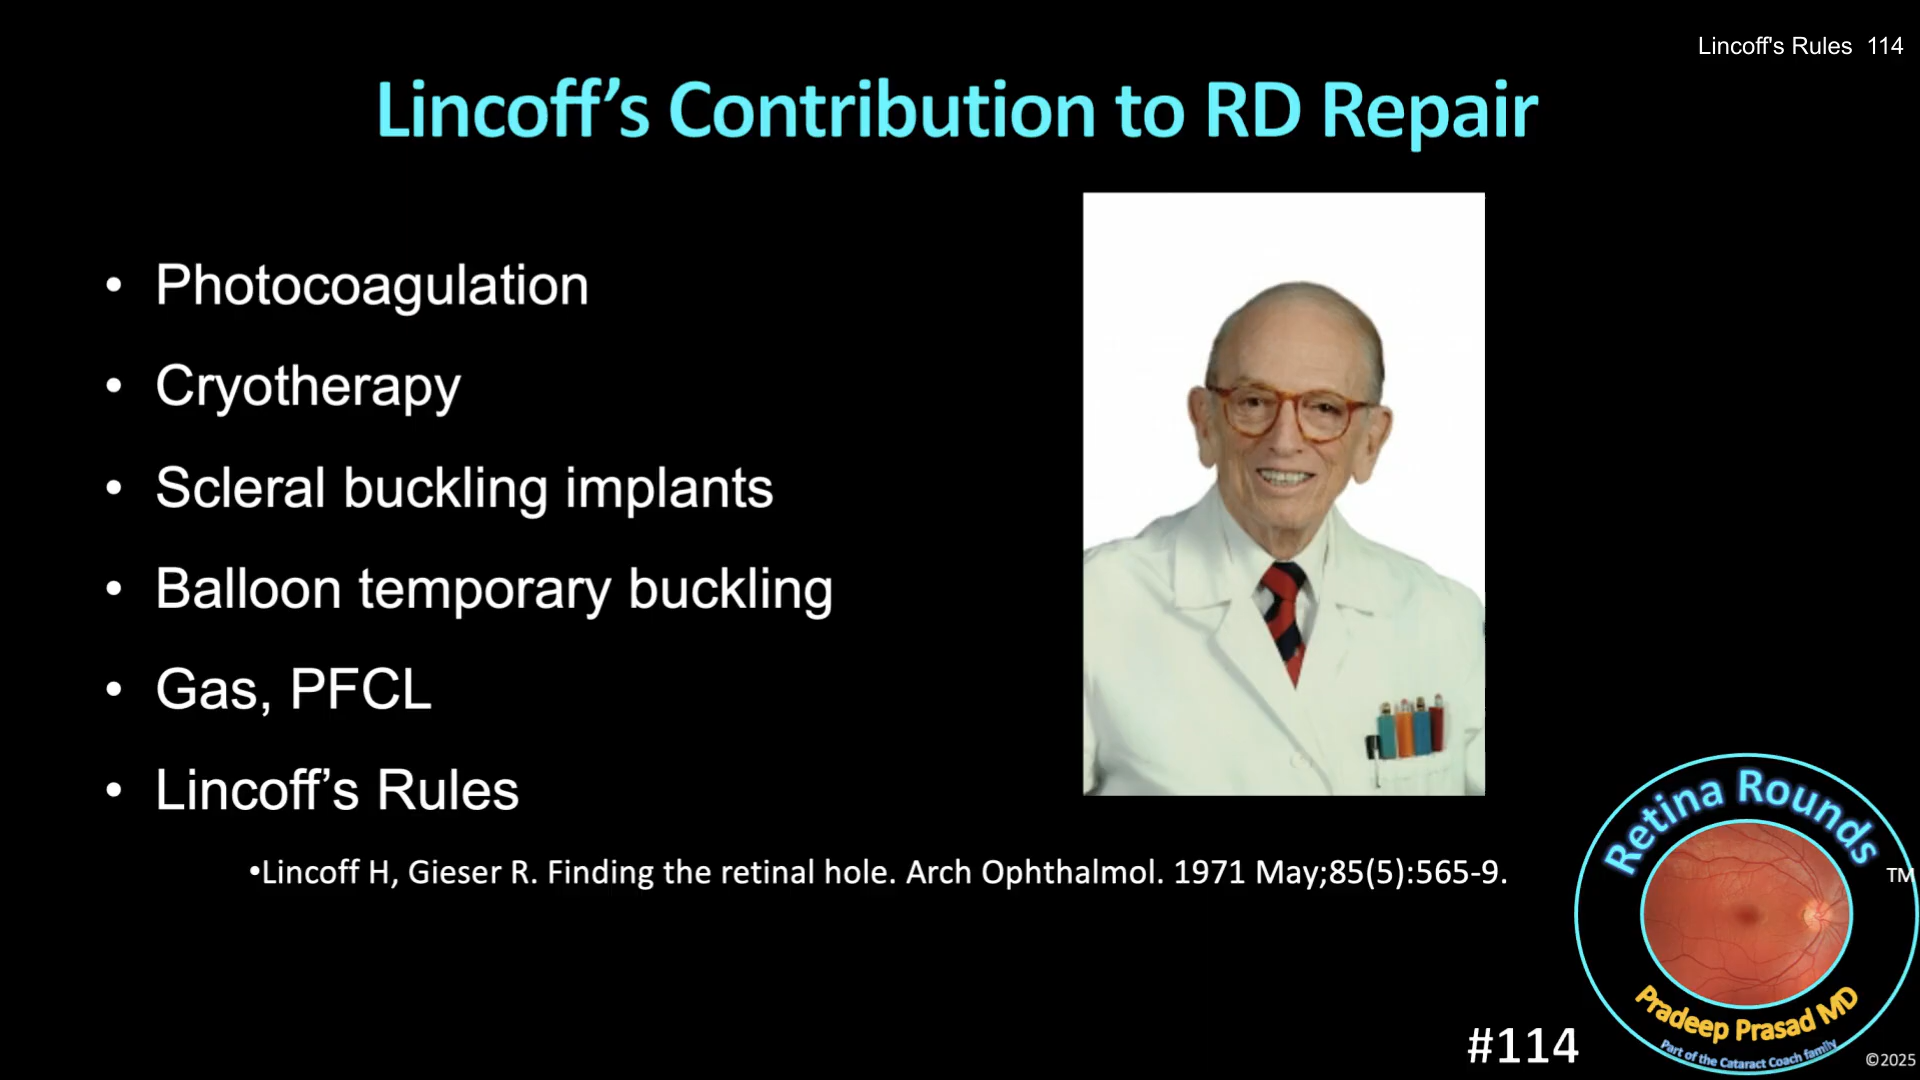 Lincoff's Rules 114
Lincoff’s Contribution to RD Repair
• Photocoagulation
• Cryotherapy
• Scleral buckling implants
• Balloon temporary buckling
• Gas, PFCL
• Lincoff’s Rules
•Lincoff H, Gieser R. Finding the retinal hole. Arch Ophthalmol. 1971 May;85(5):565-9.
Retina Rounds
TM
Pradeep Prasad MD
Part of the Cataract Coach family
#114
©2025